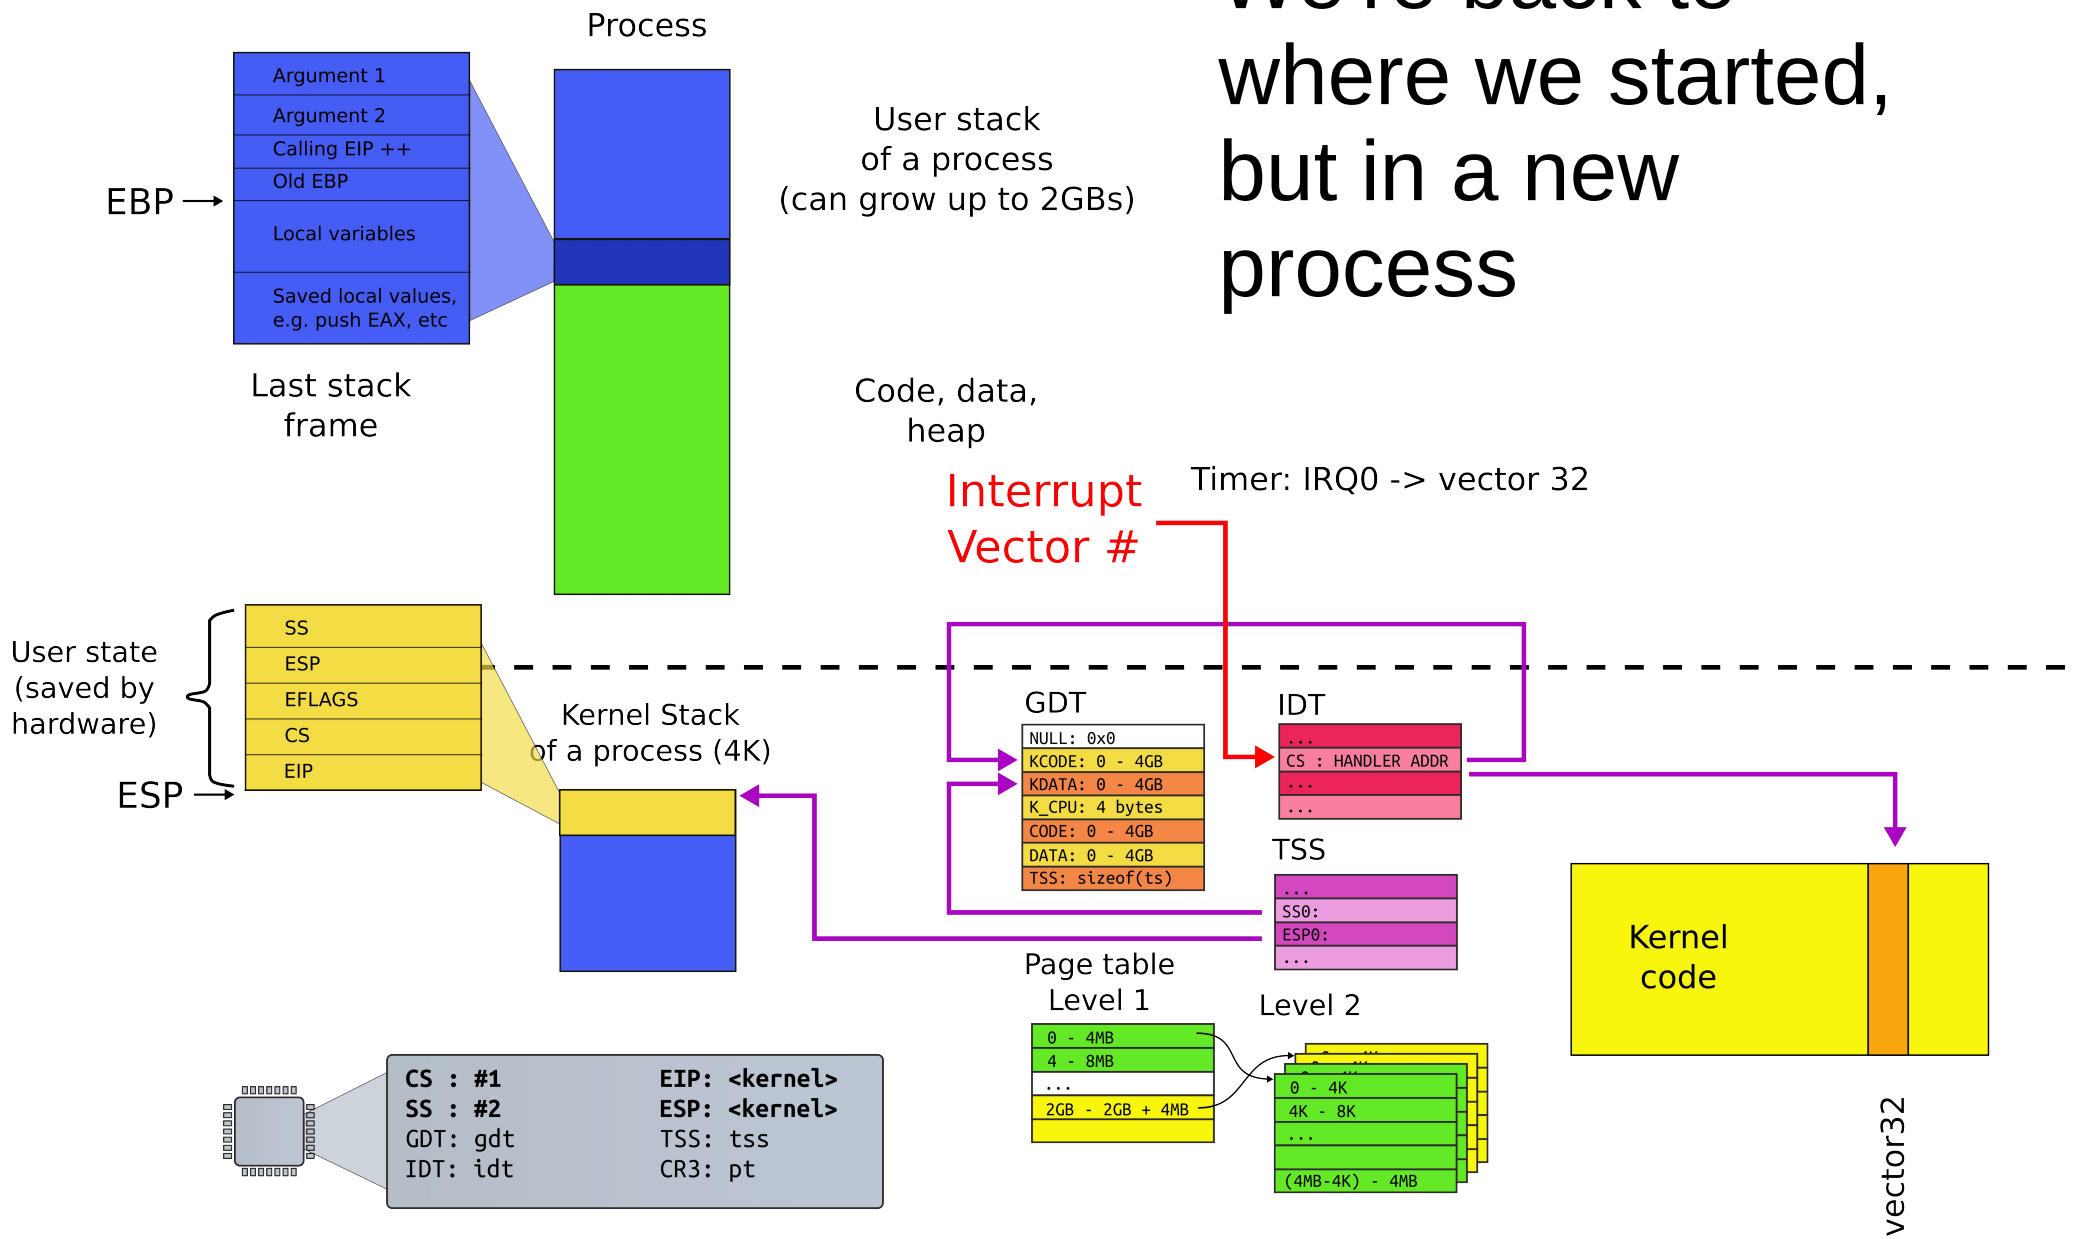 We're back to
where we started,
but in a new
process
Process
Argument 1
Argument 2
Calling EIP ++
Old EBP
Local variables
Saved local values,
e.g. push EAX, etc
EBP
Last stack
frame
User stack
of a process
(can grow up to 2GBs)
Code, data,
heap
Interrupt
Vector #
Timer: IRQ0 -> vector 32
User state
(saved by
hardware)
SS
ESP
EFLAGS
CS
EIP
ESP
Kernel Stack
of a process (4K)
GDT
NULL: 0x0
KCODE: 0 - 4GB
KDATA: 0 - 4GB
K_CPU: 4 bytes
CODE: 0 - 4GB
DATA: 0 - 4GB
TSS: sizeof(ts)
IDT
...
CS : HANDLER ADDR
...
...
TSS
...
SS0:
ESP0:
...
Kernel
code
vector32
Page table
Level 1
0 - 4MB
4 - 8MB
...
2GB - 2GB + 4MB
Level 2
0 - 4K
4K - 8K
...
(4MB-4K) - 4MB
CS : #1
SS : #2
GDT: gdt
IDT: idt
EIP: <kernel>
ESP: <kernel>
TSS: tss
CR3: pt